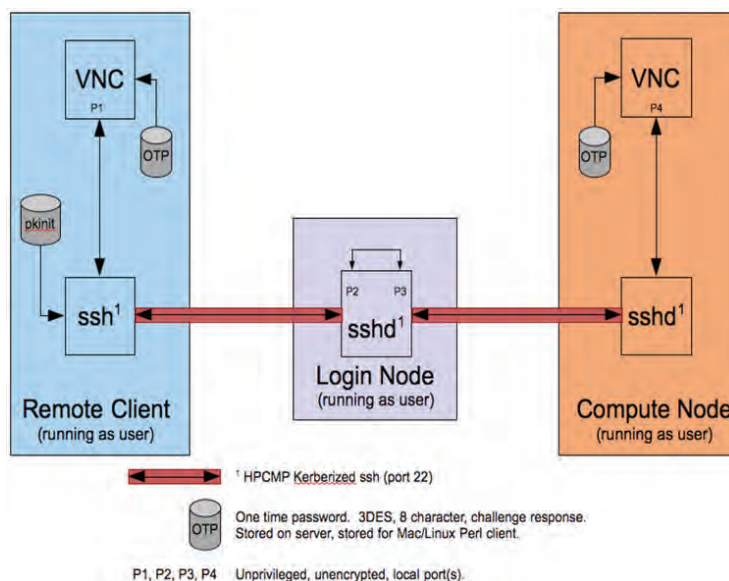 VNC
P1
OTP
pkinit
ssh1
Remote Client
(running as user)
P2 P3
sshd1
Login Node
(running as user)
VNC
P4
OTP
sshd1
Compute Node
(running as user)
1 HPCMP Kerberized ssh (port 22)
OTP
One time password. 3DES, 8 character, challenge response.
Stored on server, stored for Mac/Linux Perl client.
P1, P2, P3, P4 Unprivileged, unencrypted, local port(s).